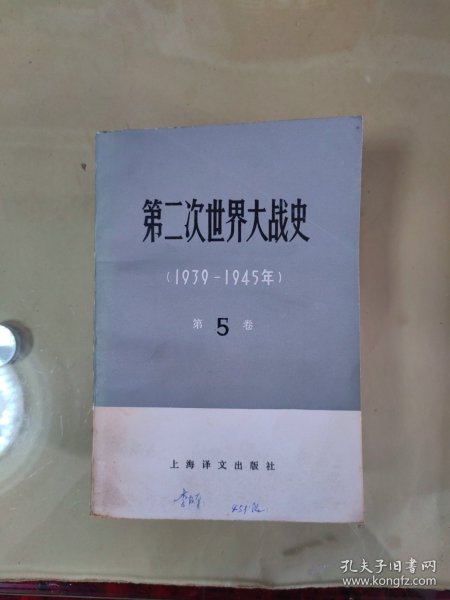 第二次世界大战史
（1939-1945年）
第 5 卷
上海译文出版社
孔夫子旧书网
www.kongfz.com